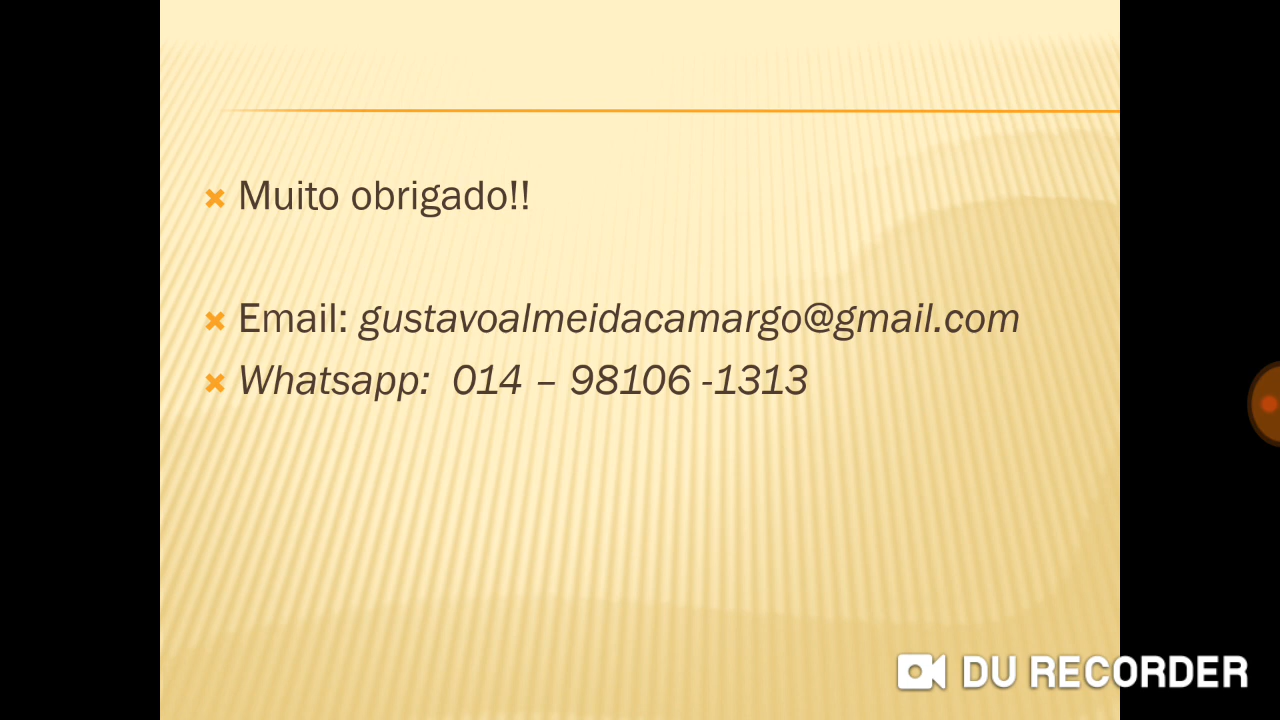 Muito obrigado!!
Email: gustavoalmeidacamargo@gmail.com
Whatsapp:  014 – 98106 -1313
DU RECORDER